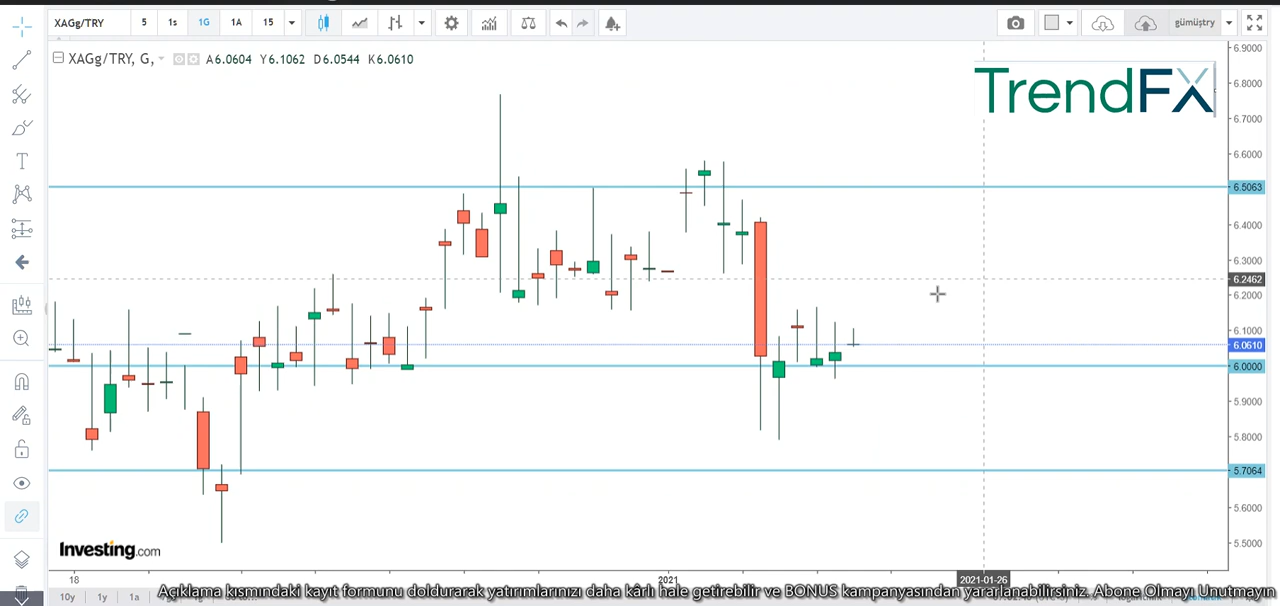 XAGg/TRY 5 1s 1G 1A 15 gümüştry
XAGg/TRY, G, A6.0604 Y6.1062 D6.0544 K6.0610
TrendFX
6.9000
6.8000
6.7000
6.6000
6.5063
6.4000
6.3000
6.2462
6.2000
6.1000
6.0610
6.0000
5.9000
5.8000
5.7064
5.6000
5.5000
Investing.com
18 2021 2021-01-26
10y 1y 1a
Açıklama kısmındaki kayıt formunu doldurarak yatırımlarınızı daha kârlı hale getirebilir ve BONUS kampanyasından yararlanabilirsiniz. Abone Olmayı Unutmayın